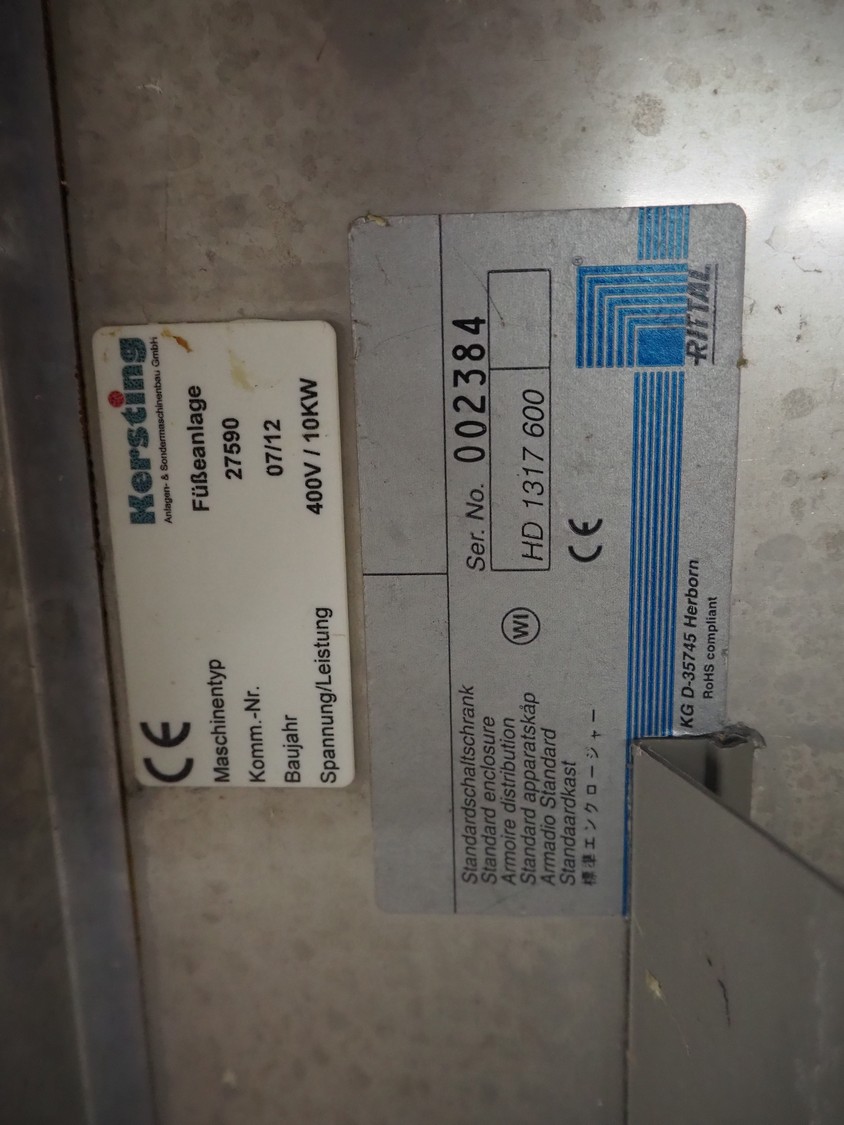 Kersting
Anlagen- & Sondermaschinenbau GmbH
CE
Maschinentyp Füßeanlage
Komm.-Nr. 27590
Baujahr 07/12
Spannung/Leistung 400V / 10KW
Standardschaltschrank
Standard enclosure
Armoire distribution
Standard apparatskåp
Armadio Standard
Standaardkast
標準エンクロージャー
WI
Ser. No. 002384
HD 1317 600
CE
®
RITTAL
KG D-35745 Herborn
RoHS compliant